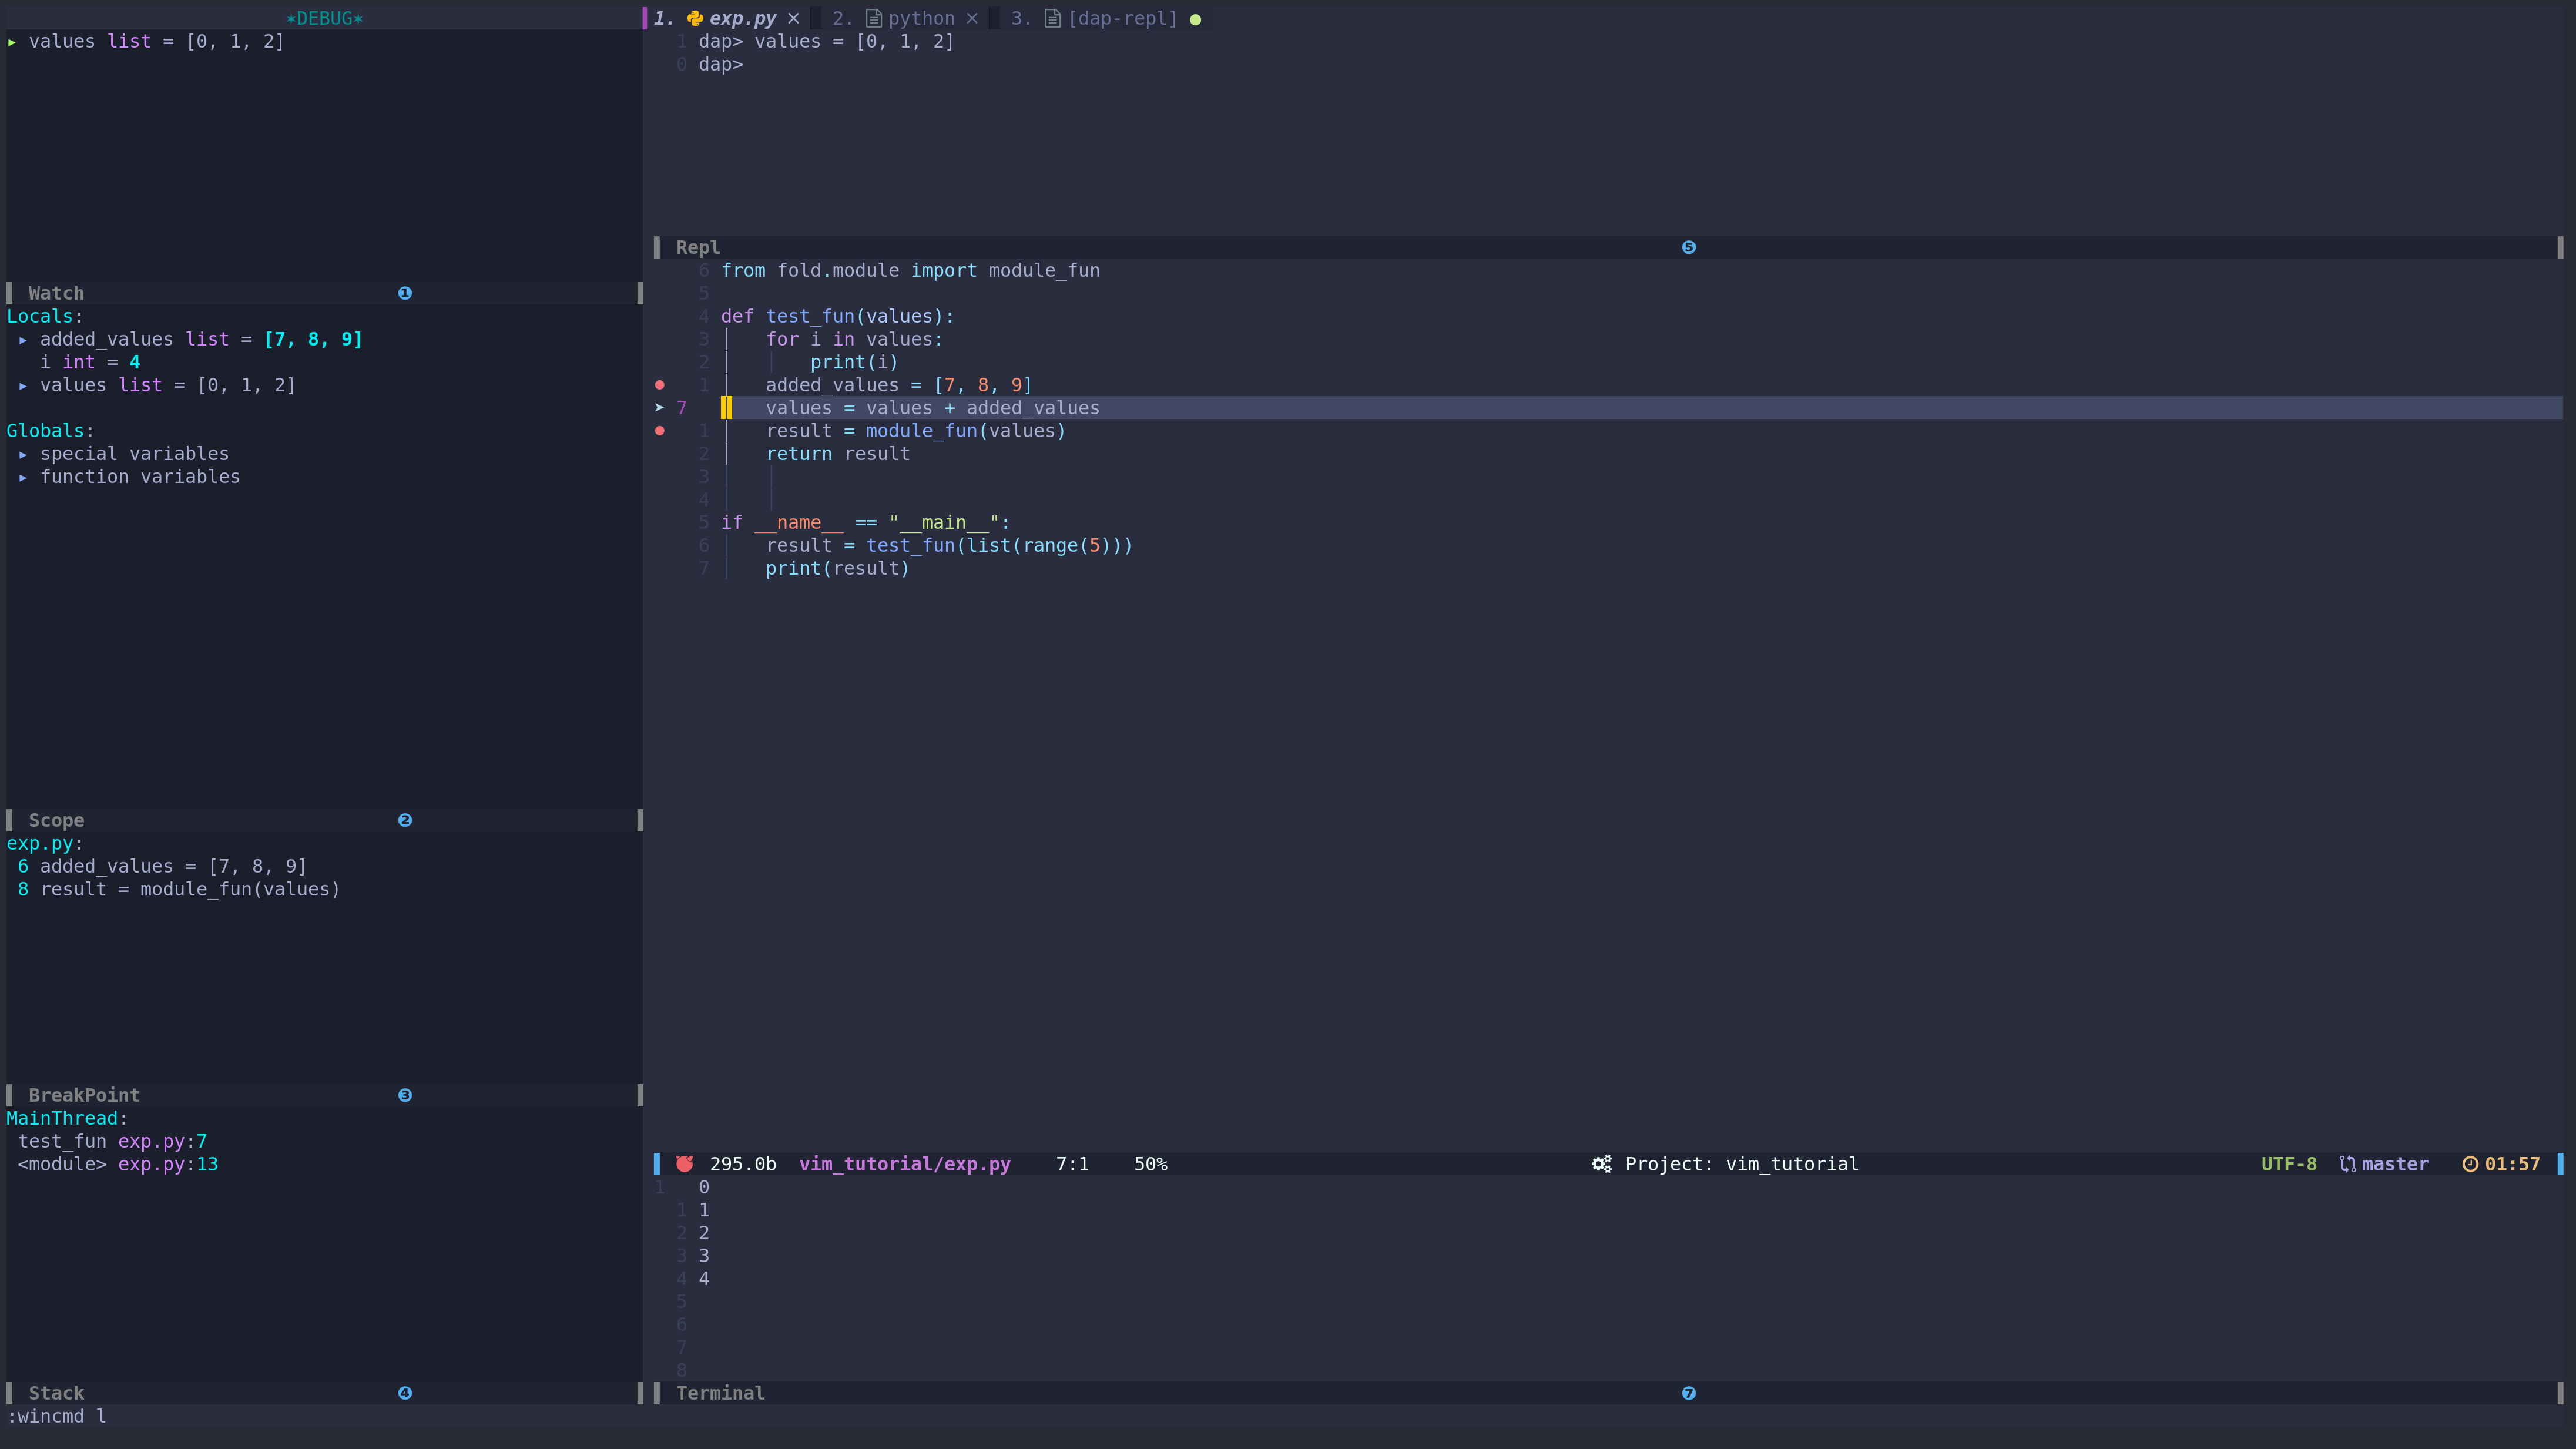 ✶DEBUG✶
▸ values list = [0, 1, 2]
Watch ❶
Locals:
▸ added_values list = [7, 8, 9]
i int = 4
▸ values list = [0, 1, 2]
Globals:
▸ special variables
▸ function variables
Scope ❷
exp.py:
6 added_values = [7, 8, 9]
8 result = module_fun(values)
BreakPoint ❸
MainThread:
test_fun exp.py:7
<module> exp.py:13
Stack ❹
1. exp.py × 2. python × 3. [dap-repl] ●
1 dap> values = [0, 1, 2]
0 dap>
Repl ❺
6 from fold.module import module_fun
5
4 def test_fun(values):
3 for i in values:
2 print(i)
● 1 added_values = [7, 8, 9]
➤ 7 values = values + added_values
● 1 result = module_fun(values)
2 return result
3
4
5 if __name__ == "__main__":
6 result = test_fun(list(range(5)))
7 print(result)
295.0b vim_tutorial/exp.py 7:1 50% Project: vim_tutorial UTF-8 master 01:57
1 0
1 1
2 2
3 3
4 4
5
6
7
8
Terminal ❼
:wincmd l